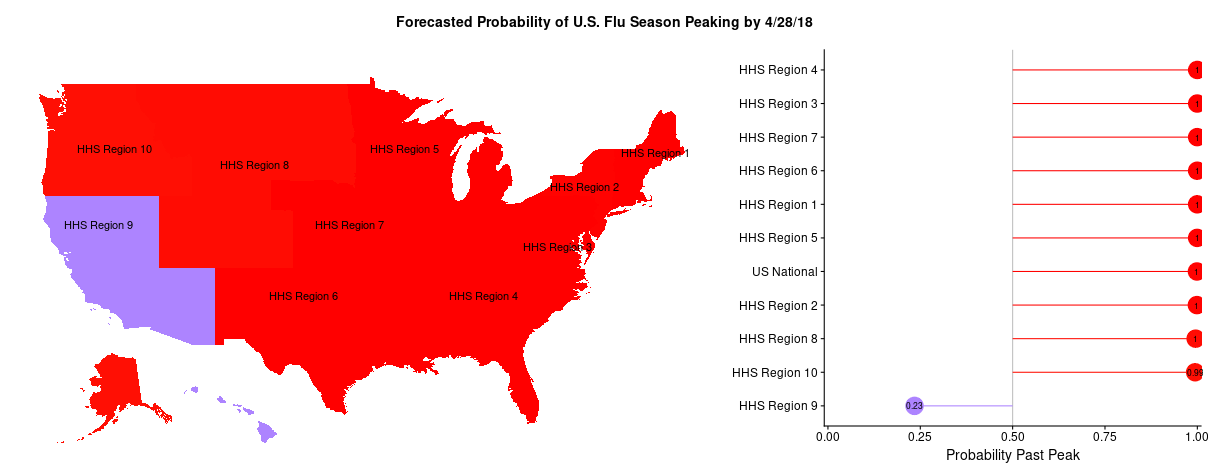 Forecasted Probability of U.S. Flu Season Peaking by 4/28/18
HHS Region 10
HHS Region 8
HHS Region 5
HHS Region 1
HHS Region 2
HHS Region 9
HHS Region 7
HHS Region 3
HHS Region 6
HHS Region 4
HHS Region 4 1
HHS Region 3 1
HHS Region 7 1
HHS Region 6 1
HHS Region 1 1
HHS Region 5 1
US National 1
HHS Region 2 1
HHS Region 8 1
HHS Region 10 0.99
HHS Region 9 0.23
0.00 0.25 0.50 0.75 1.00
Probability Past Peak